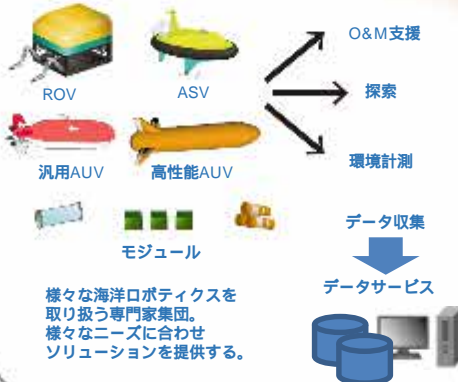 ROV
ASV
汎用AUV
高性能AUV
モジュール
O&M支援
探索
環境計測
データ収集
データサービス
様々な海洋ロボティクスを
取り扱う専門家集団。
様々なニーズに合わせ
ソリューションを提供する。